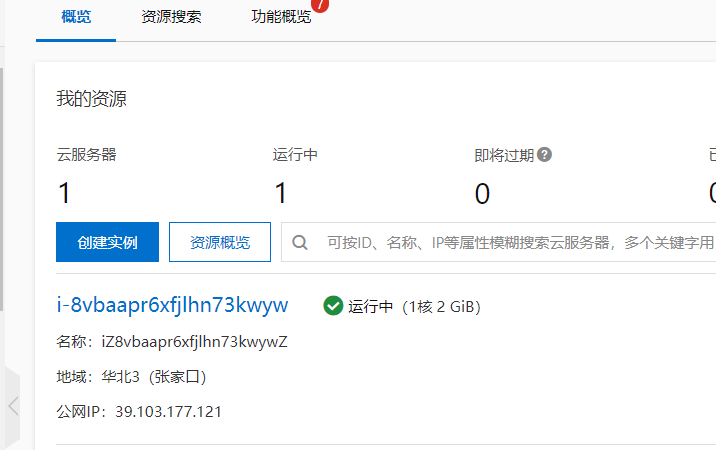 概览 资源搜索 功能概览 7
我的资源
云服务器 运行中 即将过期 ?
1 1 0
创建实例 资源概览 可按ID、名称、IP等属性模糊搜索云服务器，多个关键字用
i-8vbaapr6xfjlhn73kwyw 运行中（1核 2 GiB）
名称：iZ8vbaapr6xfjlhn73kwywZ
地域：华北3（张家口）
公网IP：39.103.177.121